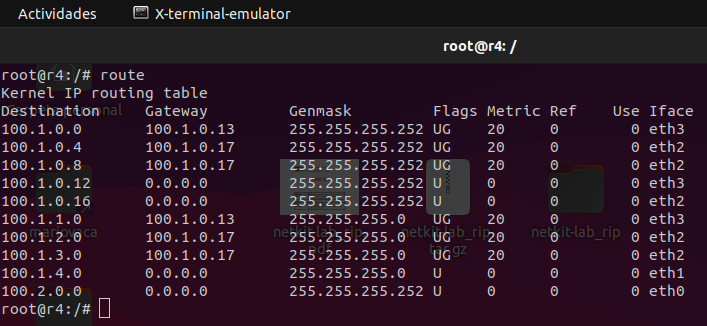 Actividades X-terminal-emulator
root@r4: /
root@r4:/# route
Kernel IP routing table
Destination Gateway Genmask Flags Metric Ref Use Iface
100.1.0.0 100.1.0.13 255.255.255.252 UG 20 0 0 eth3
100.1.0.4 100.1.0.17 255.255.255.252 UG 20 0 0 eth2
100.1.0.8 100.1.0.17 255.255.255.252 UG 20 0 0 eth2
100.1.0.12 0.0.0.0 255.255.255.252 U 0 0 0 eth3
100.1.0.16 0.0.0.0 255.255.255.252 U 0 0 0 eth2
100.1.1.0 100.1.0.13 255.255.255.0 UG 20 0 0 eth3
100.1.2.0 100.1.0.17 255.255.255.0 UG 20 0 0 eth2
100.1.3.0 100.1.0.17 255.255.255.0 UG 20 0 0 eth2
100.1.4.0 0.0.0.0 255.255.255.0 U 0 0 0 eth1
100.2.0.0 0.0.0.0 255.255.255.252 U 0 0 0 eth0
root@r4:/#
netkit-lab_rip
netkit-lab_rip
tar.gz
netkit-lab_rip